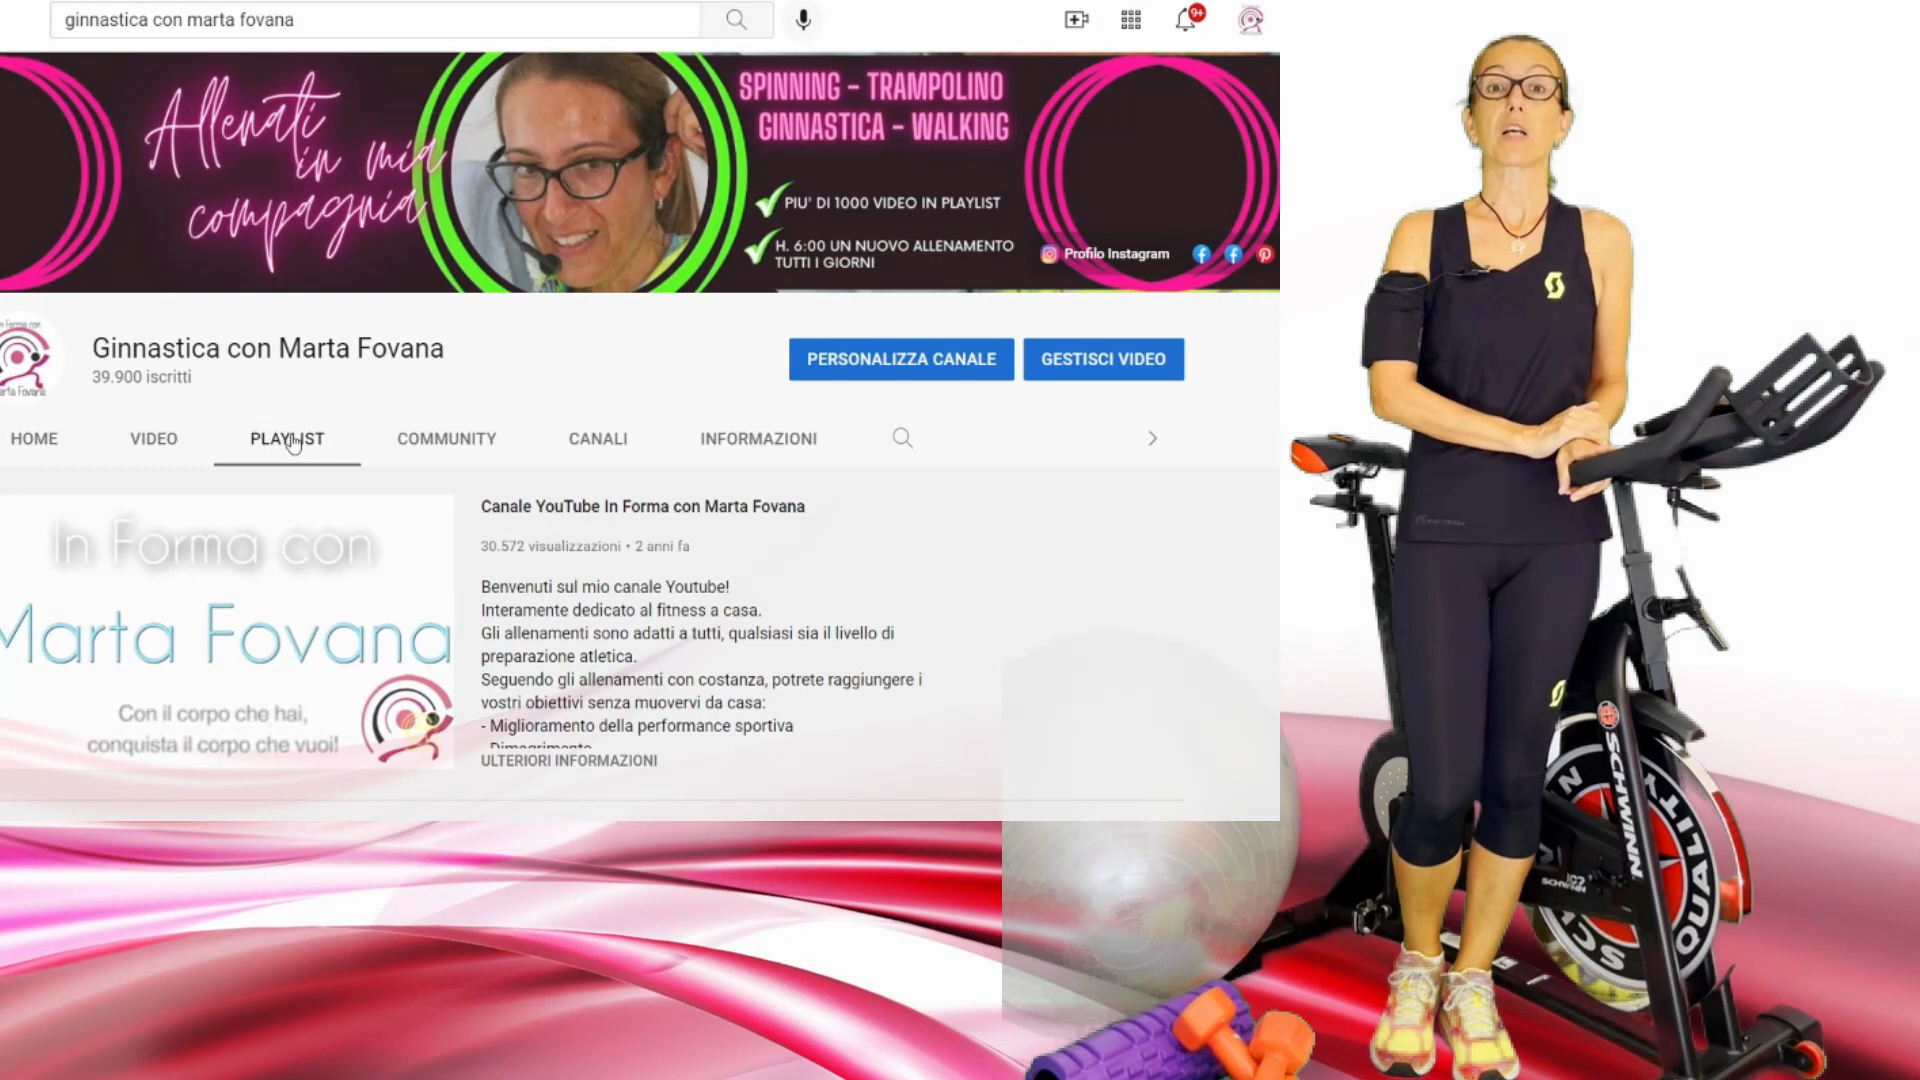 ginnastica con marta fovana
9+
Allenati
in mia
compagnia
SPINNING - TRAMPOLINO
GINNASTICA - WALKING
PIU' DI 1000 VIDEO IN PLAYLIST
H. 6:00 UN NUOVO ALLENAMENTO
TUTTI I GIORNI
Profilo Instagram
Ginnastica con Marta Fovana
39.900 iscritti
PERSONALIZZA CANALE
GESTISCI VIDEO
HOME
VIDEO
PLAYLIST
COMMUNITY
CANALI
INFORMAZIONI
In Forma con
Marta Fovana
Con il corpo che hai,
conquista il corpo che vuoi!
Canale YouTube In Forma con Marta Fovana
30.572 visualizzazioni • 2 anni fa
Benvenuti sul mio canale Youtube!
Interamente dedicato al fitness a casa.
Gli allenamenti sono adatti a tutti, qualsiasi sia il livello di
preparazione atletica.
Seguendo gli allenamenti con costanza, potrete raggiungere i
vostri obiettivi senza muovervi da casa:
- Miglioramento della performance sportiva
- Dimagrimento
ULTERIORI INFORMAZIONI
SCHWINN
QUALITY
SCHWINN